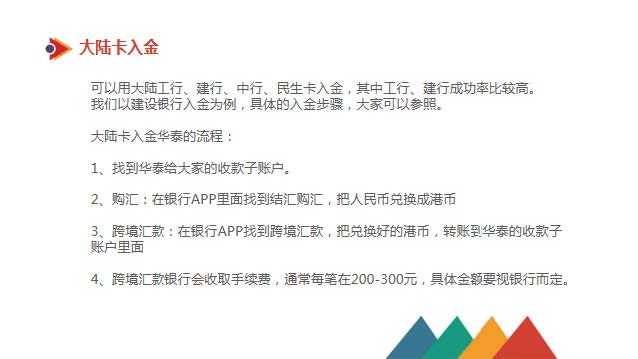 大陆卡入金
可以用大陆工行、建行、中行、民生卡入金，其中工行、建行成功率比较高。
我们以建设银行入金为例，具体的入金步骤，大家可以参照。
大陆卡入金华泰的流程：
1、找到华泰给大家的收款子账户。
2、购汇：在银行APP里面找到结汇购汇，把人民币兑换成港币
3、跨境汇款：在银行APP找到跨境汇款，把兑换好的港币，转账到华泰的收款子
账户里面
4、跨境汇款银行会收取手续费，通常每笔在200-300元，具体金额要视银行而定。